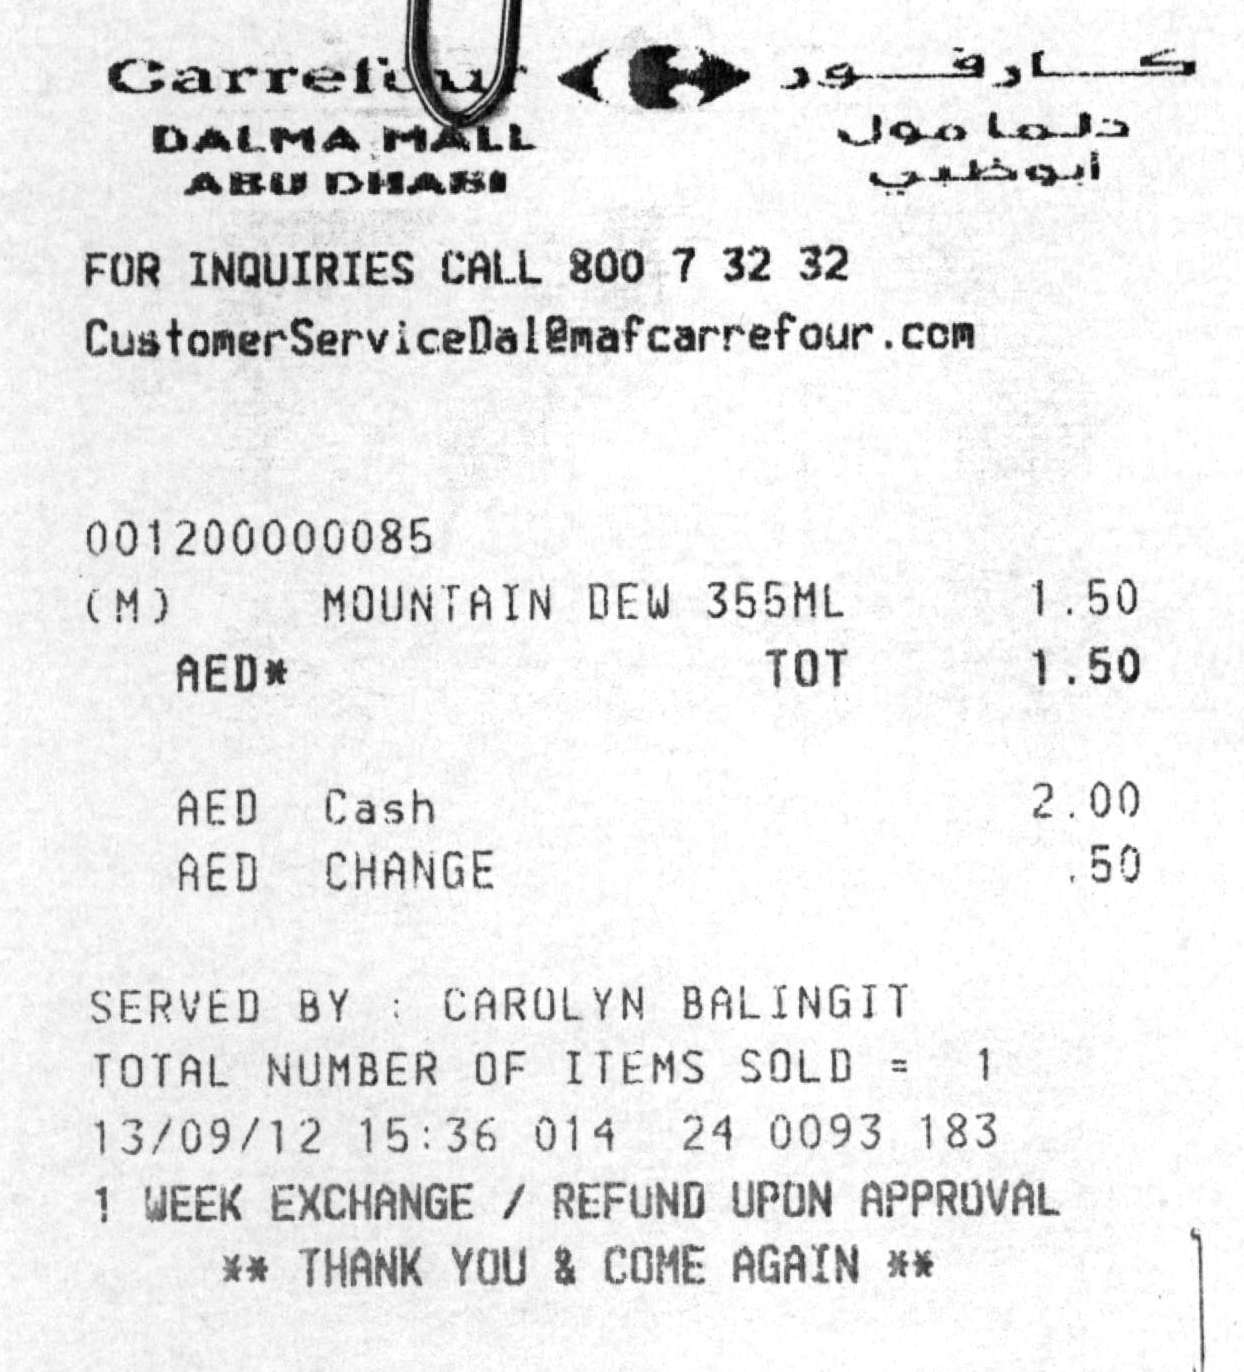 Carrefour كارفور
DALMA MALL دلما مول
ABU DHABI أبوظبي
FOR INQUIRIES CALL 800 7 32 32
CustomerServiceDal@mafcarrefour.com
001200000085
(M) MOUNTAIN DEW 355ML 1.50
AED* TOT 1.50
AED Cash 2.00
AED CHANGE .50
SERVED BY : CAROLYN BALINGIT
TOTAL NUMBER OF ITEMS SOLD = 1
13/09/12 15:36 014 24 0093 183
1 WEEK EXCHANGE / REFUND UPON APPROVAL
** THANK YOU & COME AGAIN **